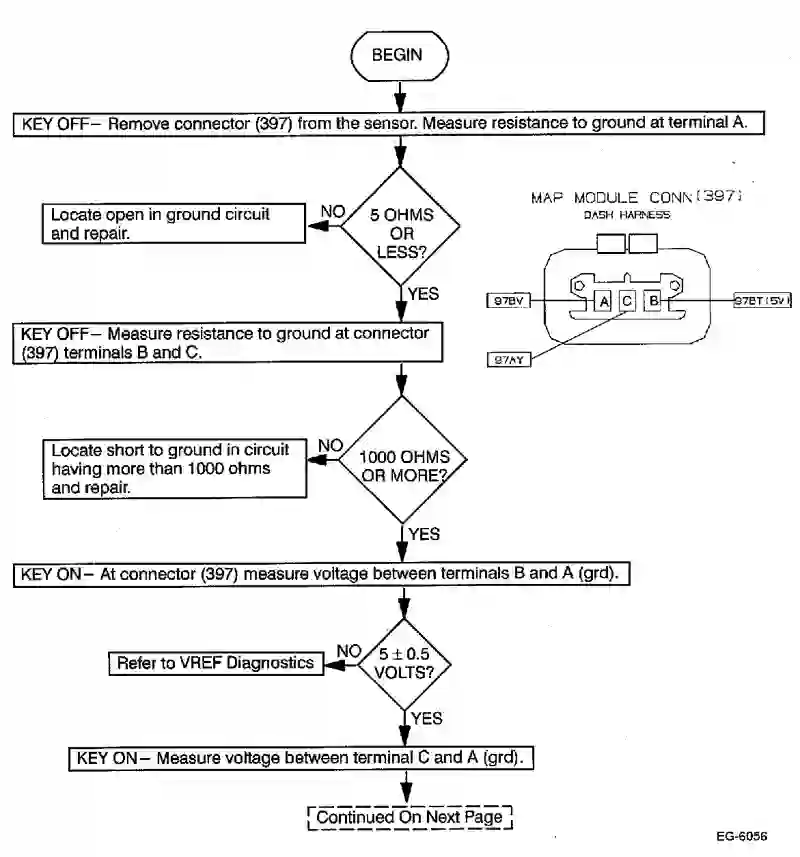 BEGIN
KEY OFF– Remove connector (397) from the sensor. Measure resistance to ground at terminal A.
NO
Locate open in ground circuit
and repair.
5 OHMS
OR
LESS?
YES
MAP MODULE CONN (397)
DASH HARNESS
97BV
A
C
B
97BT(5V)
97AY
KEY OFF– Measure resistance to ground at connector
(397) terminals B and C.
NO
Locate short to ground in circuit
having more than 1000 ohms
and repair.
1000 OHMS
OR MORE?
YES
KEY ON– At connector (397) measure voltage between terminals B and A (grd).
NO
Refer to VREF Diagnostics
5 ± 0.5
VOLTS?
YES
KEY ON– Measure voltage between terminal C and A (grd).
Continued On Next Page
EG-6056